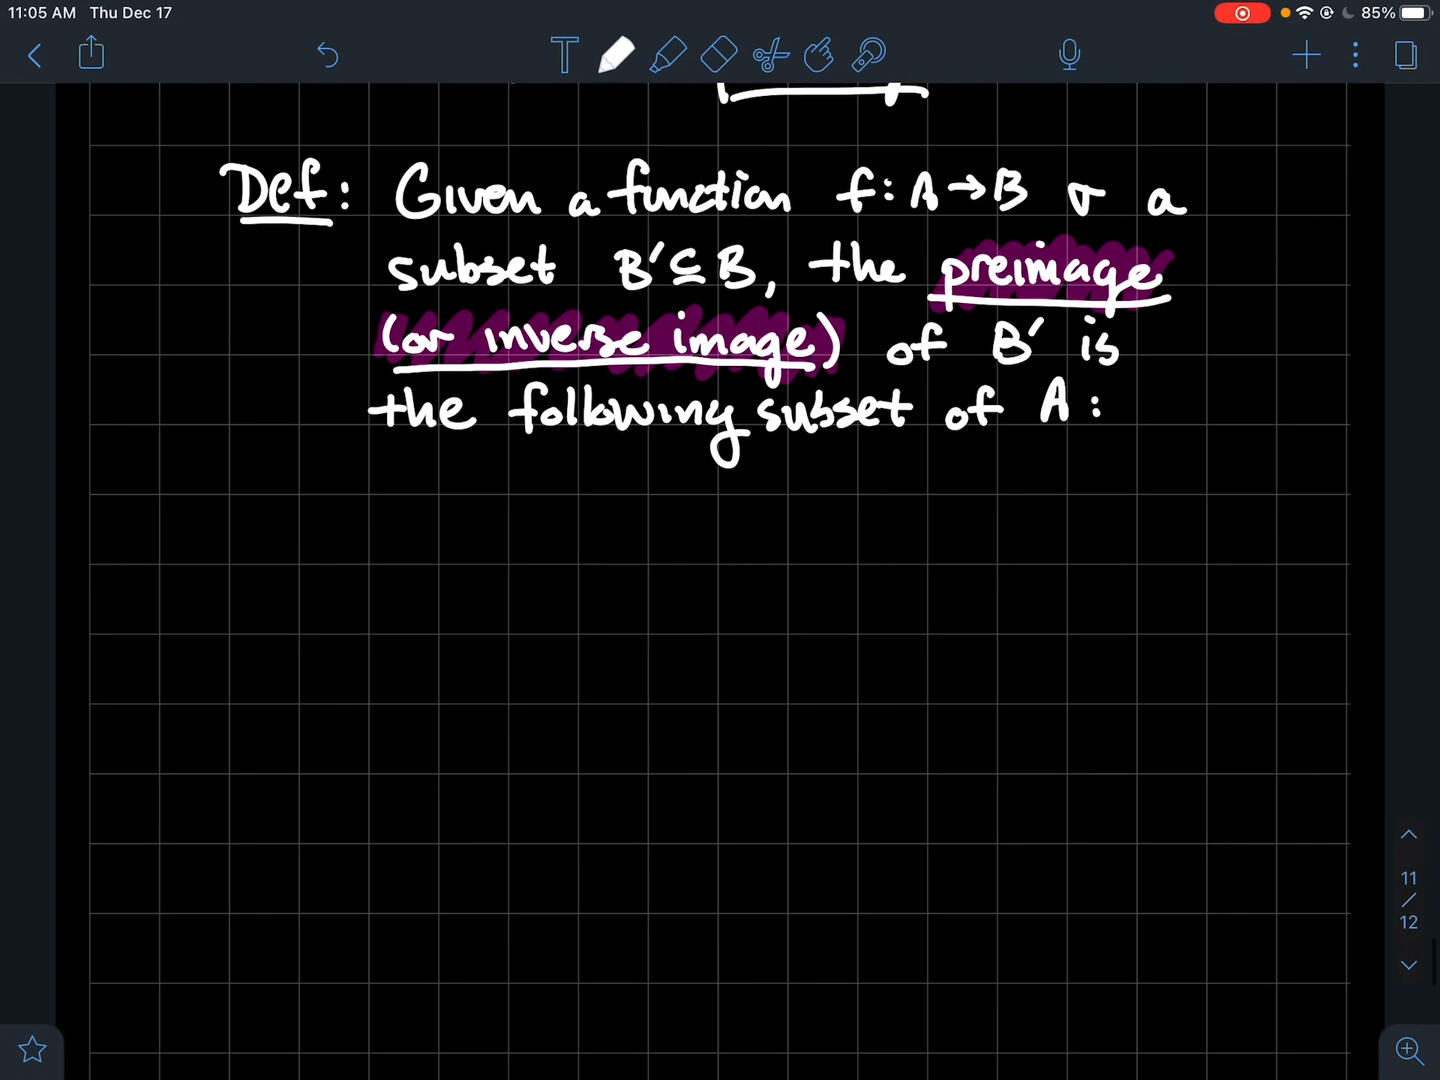 11:05 AM Thu Dec 17
85%
T
Def: Given a function f: A → B & a
subset B' ⊆ B, the preimage
(or inverse image) of B' is
the following subset of A:
11
/
12